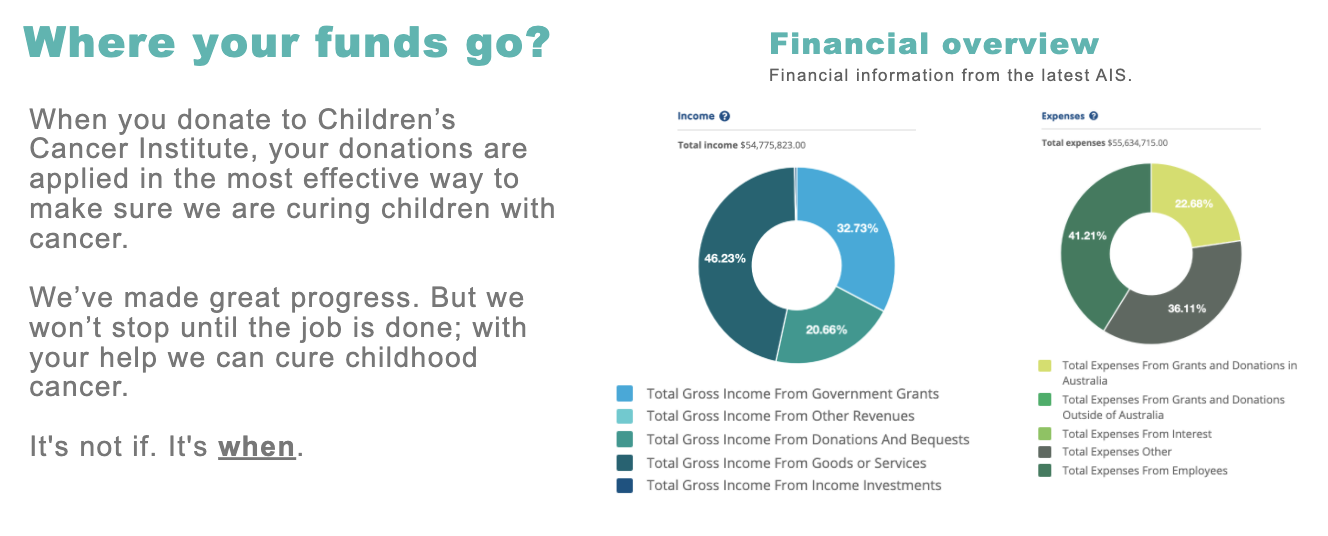 Where your funds go?
When you donate to Children’s
Cancer Institute, your donations are
applied in the most effective way to
make sure we are curing children with
cancer.
We’ve made great progress. But we
won’t stop until the job is done; with
your help we can cure childhood
cancer.
It's not if. It's when.
Financial overview
Financial information from the latest AIS.
Income ?
Total income $54,775,823.00
32.73%
46.23%
20.66%
Total Gross Income From Government Grants
Total Gross Income From Other Revenues
Total Gross Income From Donations And Bequests
Total Gross Income From Goods or Services
Total Gross Income From Income Investments
Expenses ?
Total expenses $55,634,715.00
22.68%
41.21%
36.11%
Total Expenses From Grants and Donations in
Australia
Total Expenses From Grants and Donations
Outside of Australia
Total Expenses From Interest
Total Expenses Other
Total Expenses From Employees